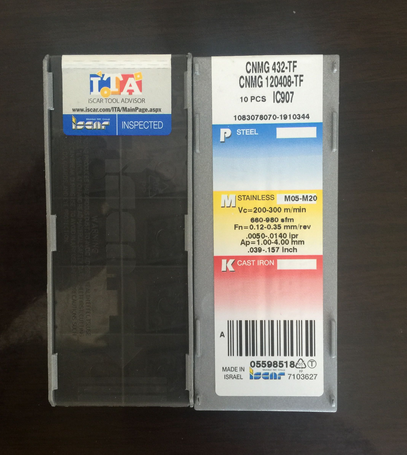 ITA
ISCAR TOOL ADVISOR
www.iscar.com/ITA/MainPage.aspx
iscar INSPECTED
CNMG 432-TF
CNMG 120408-TF
10 PCS IC907
1083078070-1910344
P STEEL
M STAINLESS M05-M20
Vc=200-300 m/min
660-980 sfm
Fn=0.12-0.35 mm/rev
.0050-.0140 ipr
Ap=1.00-4.00 mm
.039-.157 inch
K CAST IRON
A
05598518 T
MADE IN
ISRAEL iscar 7103627